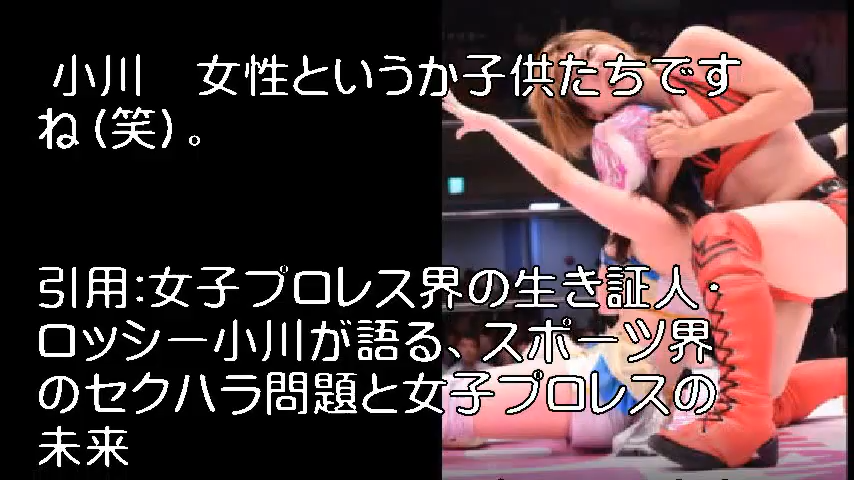 小川　女性というか子供たちです
ね（笑）。
引用：女子プロレス界の生き証人・
ロッシー小川が語る、スポーツ界
のセクハラ問題と女子プロレスの
未来